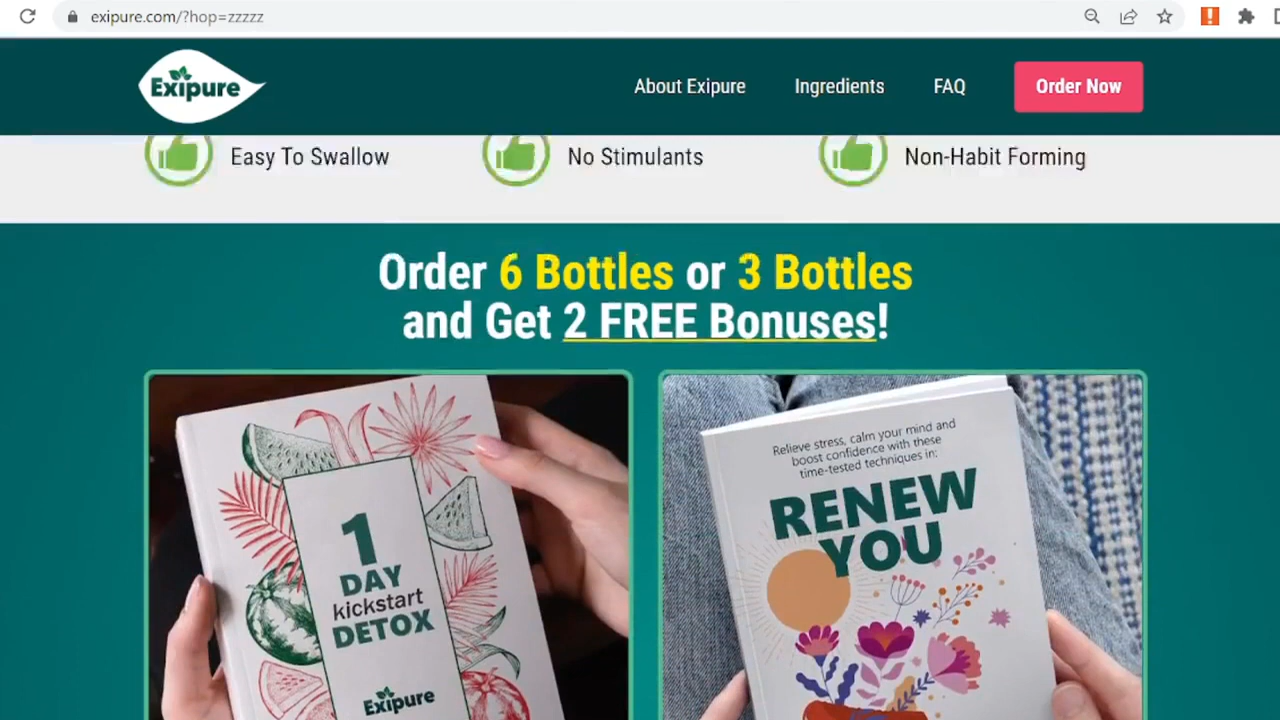 exipure.com/?hop=zzzzz
Exipure
About Exipure
Ingredients
FAQ
Order Now
Easy To Swallow
No Stimulants
Non-Habit Forming
Order 6 Bottles or 3 Bottles
and Get 2 FREE Bonuses!
1
DAY
kickstart
DETOX
Exipure
Relieve stress, calm your mind and
boost confidence with these
time-tested techniques in:
RENEW
YOU